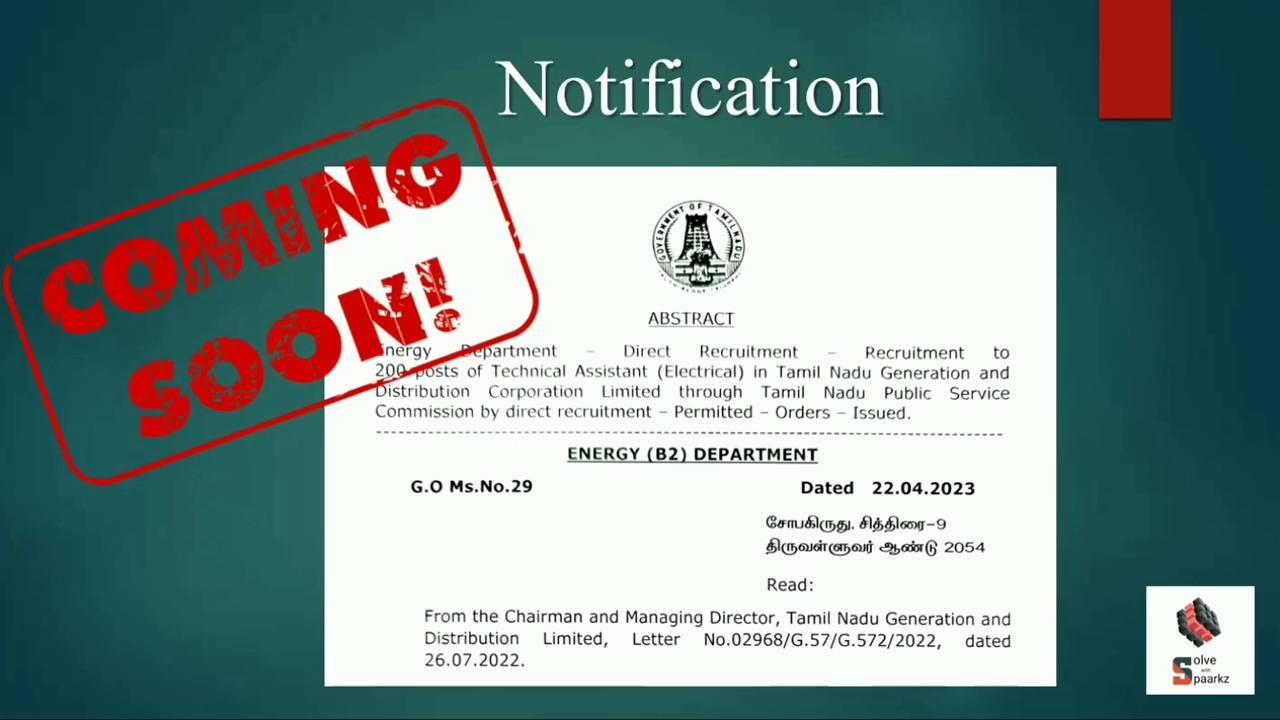 Notification
COMING
SOON!
GOVERNMENT OF TAMILNADU
ABSTRACT
Energy Department – Direct Recruitment – Recruitment to
200 posts of Technical Assistant (Electrical) in Tamil Nadu Generation and
Distribution Corporation Limited through Tamil Nadu Public Service
Commission by direct recruitment – Permitted – Orders – Issued.
ENERGY (B2) DEPARTMENT
G.O Ms.No.29 Dated 22.04.2023
சோபகிருது, சித்திரை-9
திருவள்ளுவர் ஆண்டு 2054
Read:
From the Chairman and Managing Director, Tamil Nadu Generation and
Distribution Limited, Letter No.02968/G.57/G.572/2022, dated
26.07.2022.
Solve
with
Spaarkz